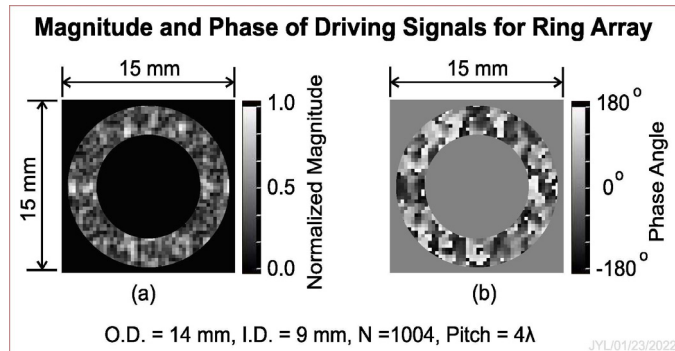 Magnitude and Phase of Driving Signals for Ring Array
15 mm
15 mm
1.0
0.5
0.0
Normalized Magnitude
(a)
15 mm
180°
0°
-180°
Phase Angle
(b)
O.D. = 14 mm, I.D. = 9 mm, N =1004, Pitch = 4λ
JYL/01/23/2022